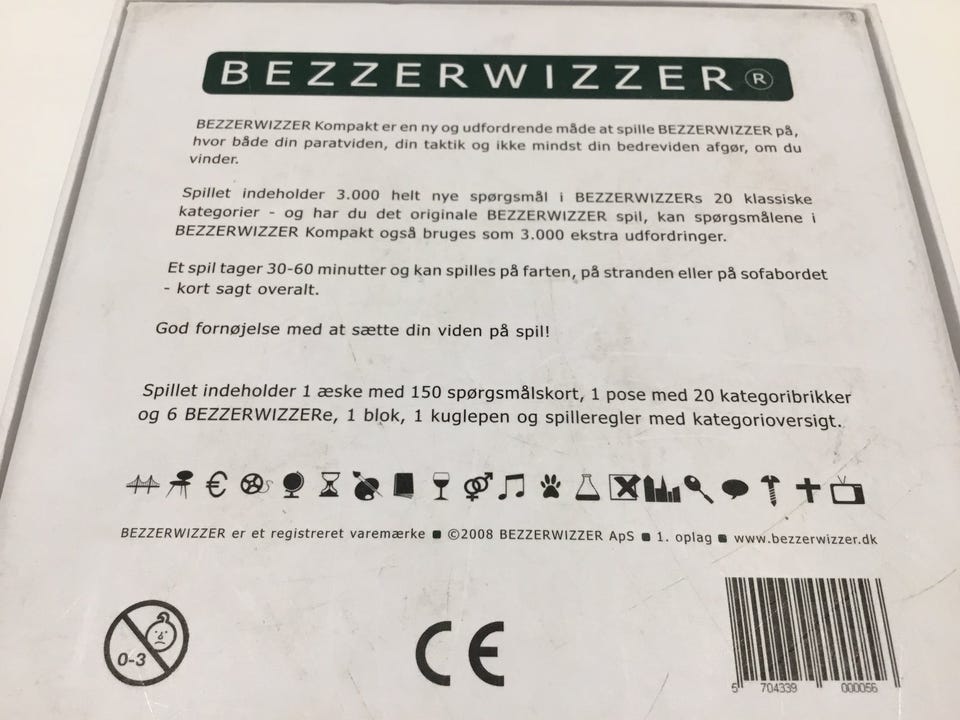 BEZZERWIZZER®
BEZZERWIZZER Kompakt er en ny og udfordrende måde at spille BEZZERWIZZER på,
hvor både din paratviden, din taktik og ikke mindst din bedreviden afgør, om du
vinder.
Spillet indeholder 3.000 helt nye spørgsmål i BEZZERWIZZERs 20 klassiske
kategorier - og har du det originale BEZZERWIZZER spil, kan spørgsmålene i
BEZZERWIZZER Kompakt også bruges som 3.000 ekstra udfordringer.
Et spil tager 30-60 minutter og kan spilles på farten, på stranden eller på sofabordet
- kort sagt overalt.
God fornøjelse med at sætte din viden på spil!
Spillet indeholder 1 æske med 150 spørgsmålskort, 1 pose med 20 kategoribrikker
og 6 BEZZERWIZZERe, 1 blok, 1 kuglepen og spilleregler med kategorioversigt.
BEZZERWIZZER er et registreret varemærke ■ ©2008 BEZZERWIZZER ApS ■ 1. oplag ■ www.bezzerwizzer.dk
0-3
CE
5 704339 000056